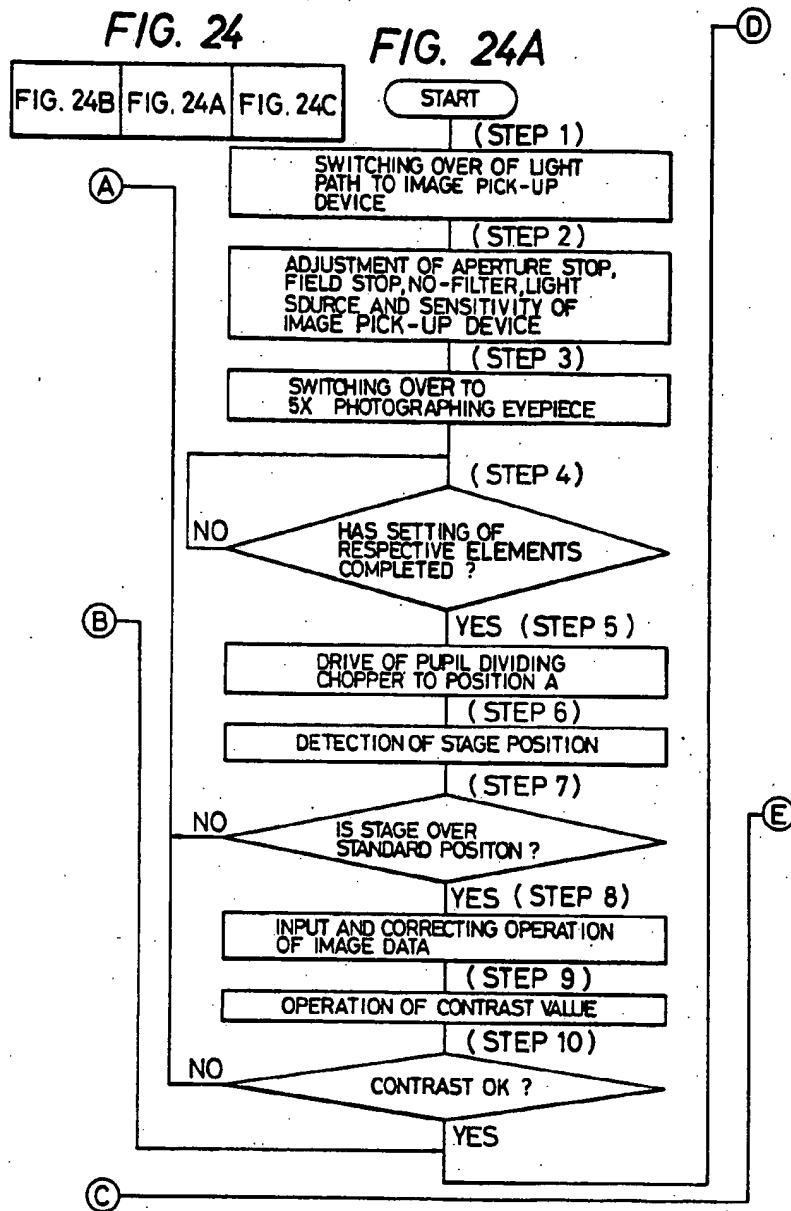 FIG. 24
FIG. 24B FIG. 24A FIG. 24C
FIG. 24A
D
START
(STEP 1)
SWITCHING OVER OF LIGHT
PATH TO IMAGE PICK-UP
DEVICE
A
(STEP 2)
ADJUSTMENT OF APERTURE STOP,
FIELD STOP, NO-FILTER, LIGHT
SOURCE AND SENSITIVITY OF
IMAGE PICK-UP DEVICE
(STEP 3)
SWITCHING OVER TO
5X PHOTOGRAPHING EYEPIECE
(STEP 4)
NO
HAS SETTING OF
RESPECTIVE ELEMENTS
COMPLETED ?
B
YES (STEP 5)
DRIVE OF PUPIL DIVIDING
CHOPPER TO POSITION A
(STEP 6)
DETECTION OF STAGE POSITION
(STEP 7)
E
NO
IS STAGE OVER
STANDARD POSITON ?
YES (STEP 8)
INPUT AND CORRECTING OPERATION
OF IMAGE DATA
(STEP 9)
OPERATION OF CONTRAST VALUE
(STEP 10)
NO
CONTRAST OK ?
YES
C